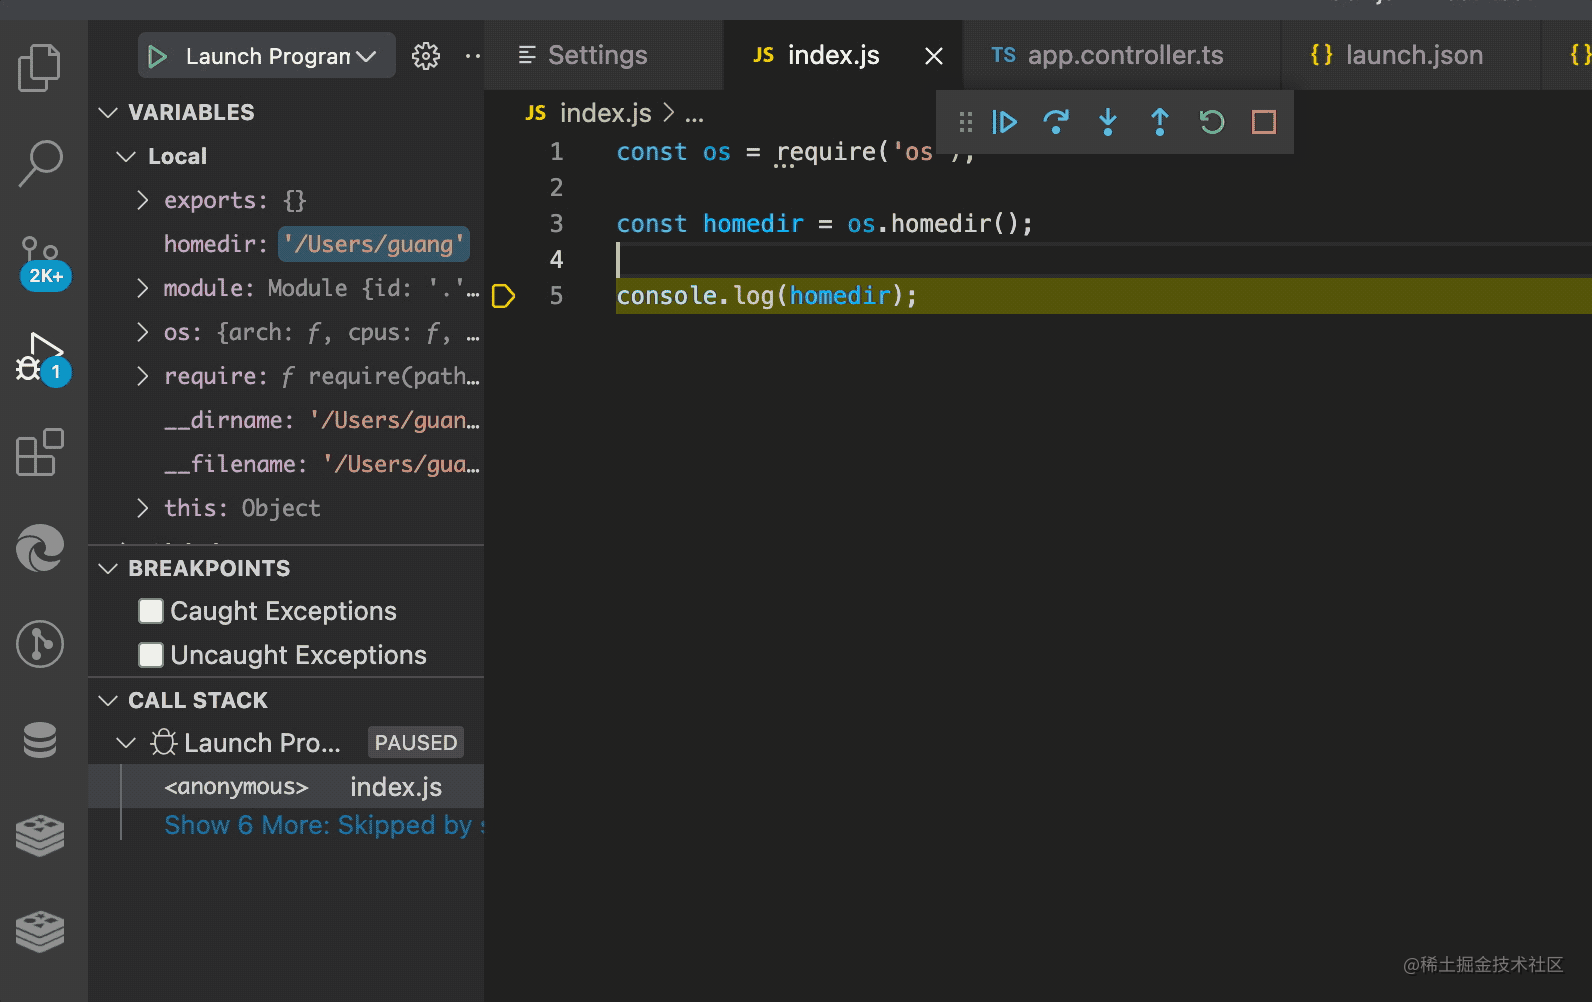 Launch Program
Settings
JS index.js
TS app.controller.ts
{} launch.json
{}
VARIABLES
Local
exports: {}
homedir: '/Users/guang'
module: Module {id: '.'…
os: {arch: ƒ, cpus: ƒ, …
require: ƒ require(path…
__dirname: '/Users/guan…
__filename: '/Users/gua…
this: Object
BREAKPOINTS
Caught Exceptions
Uncaught Exceptions
CALL STACK
Launch Pro… PAUSED
<anonymous> index.js
Show 6 More: Skipped by
2K+
1
JS index.js > ...
1 const os = require('os');
2
3 const homedir = os.homedir();
4
5 console.log(homedir);
@稀土掘金技术社区